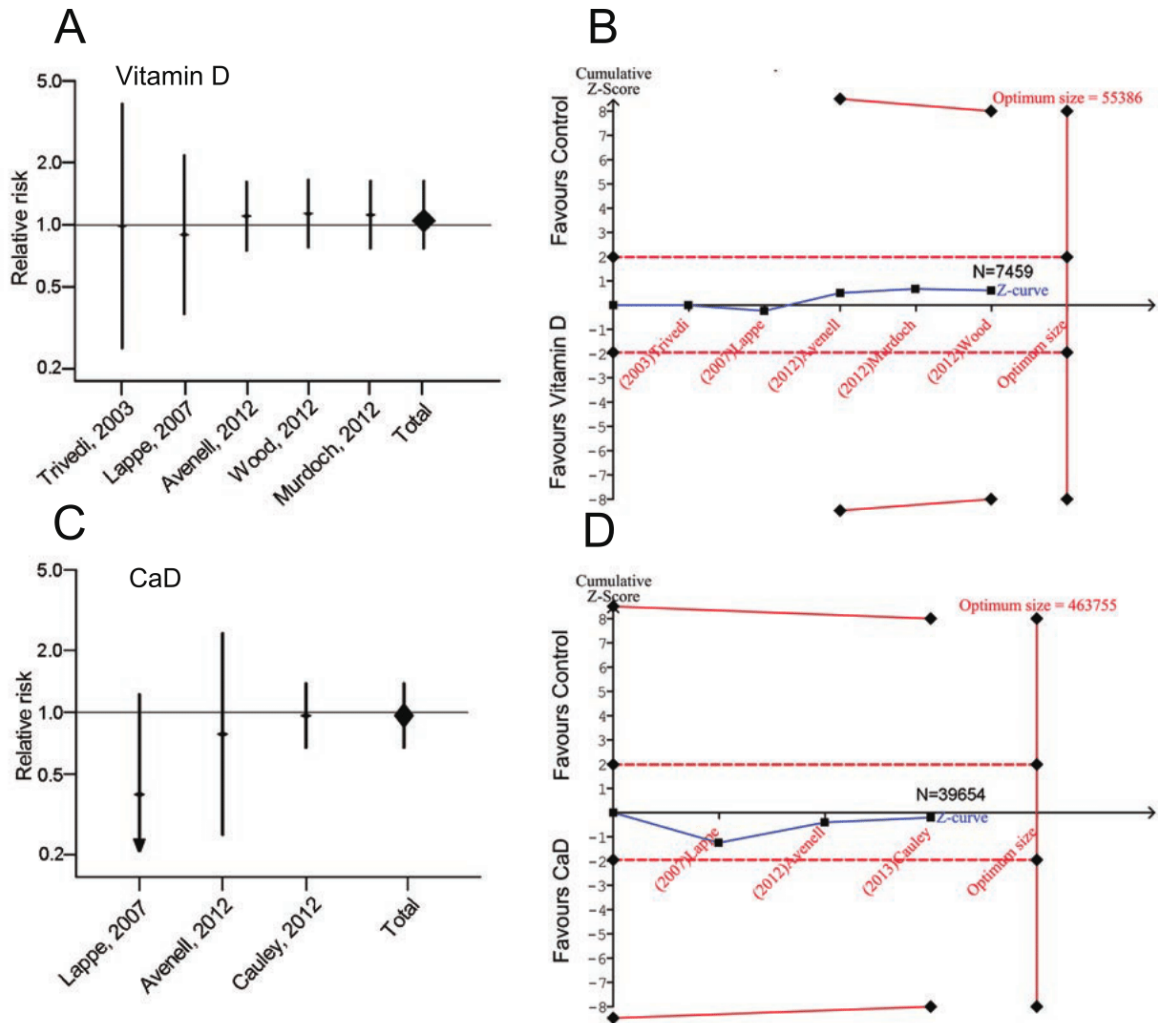 A
Vitamin D
Relative risk
5.0
2.0
1.0
0.5
0.2
Trivedi, 2003
Lappe, 2007
Avenell, 2012
Wood, 2012
Murdoch, 2012
Total
B
Cumulative
Z-Score
Favours Control
Favours Vitamin D
Optimum size = 55386
8
7
6
5
4
3
2
1
-1
-2
-3
-4
-5
-6
-7
-8
N=7459
Z-curve
(2003)Trivedi
(2007)Lappe
(2012)Avenell
(2012)Murdoch
(2012)Wood
Optimum size
C
CaD
Relative risk
5.0
2.0
1.0
0.5
0.2
Lappe, 2007
Avenell, 2012
Cauley, 2012
Total
D
Cumulative
Z-Score
Favours Control
Favours CaD
Optimum size = 463755
8
7
6
5
4
3
2
1
-1
-2
-3
-4
-5
-6
-7
-8
N=39654
Z-curve
(2007)Lappe
(2012)Avenell
(2013)Cauley
Optimum size